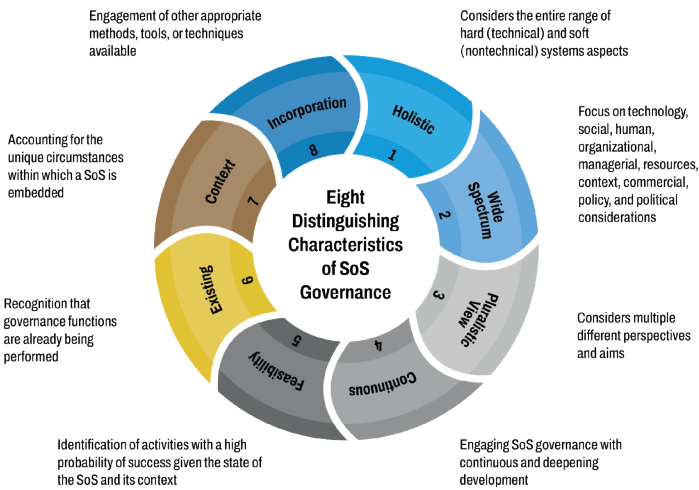 Engagement of other appropriate
methods, tools, or techniques
available
Considers the entire range of
hard (technical) and soft
(nontechnical) systems aspects
Focus on technology,
social, human,
organizational,
managerial, resources,
context, commercial,
policy, and political
considerations
Considers multiple
different perspectives
and aims
Engaging SoS governance with
continuous and deepening
development
Identification of activities with a high
probability of success given the state of
the SoS and its context
Recognition that
governance functions
are already being
performed
Accounting for the
unique circumstances
within which a SoS is
embedded
Eight
Distinguishing
Characteristics
of SoS
Governance
Holistic
1
Wide
Spectrum
2
Pluralistic
View
3
Continuous
4
Feasibility
5
Existing
6
Context
7
Incorporation
8